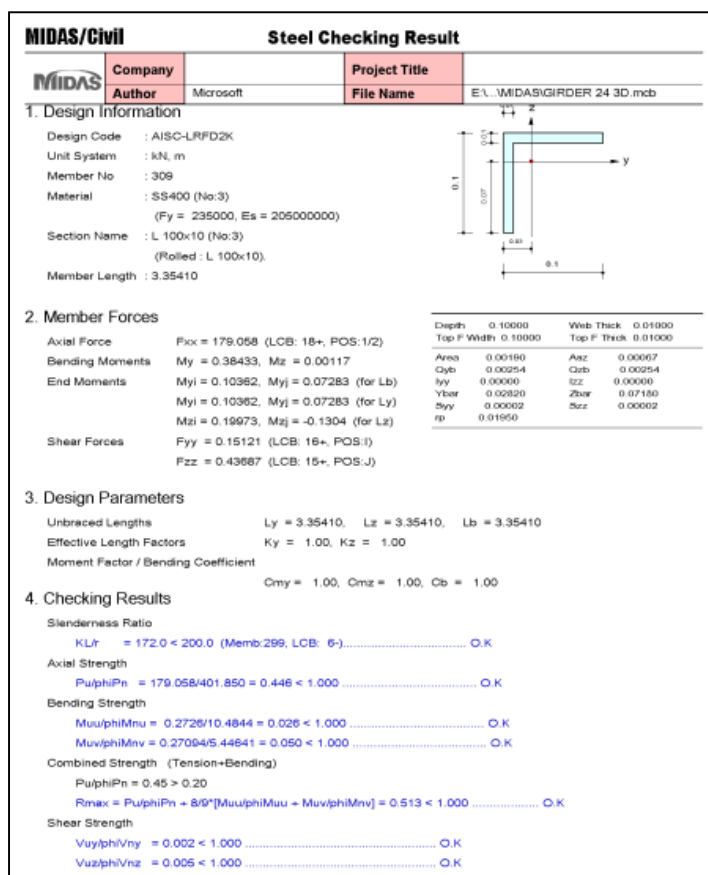 MIDAS/Civil Steel Checking Result
MIDAS Company Project Title
Author Microsoft File Name E:\...\MIDAS\GIRDER 24 3D.mcb
1. Design Information
Design Code : AISC-LRFD2K
Unit System : kN, m
Member No : 309
Material : SS400 (No:3)
(Fy = 235000, Es = 205000000)
Section Name : L 100x10 (No:3)
(Rolled : L 100x10).
Member Length : 3.35410
z
y
0.01
0.1
0.07
0.03
0.1
2. Member Forces
Axial Force Fxx = 179.058 (LCB: 18+, POS:1/2)
Bending Moments My = 0.38433, Mz = 0.00117
End Moments Myi = 0.10362, Myj = 0.07283 (for Lb)
Myi = 0.10362, Myj = 0.07283 (for Ly)
Mzi = 0.19973, Mzj = -0.1304 (for Lz)
Shear Forces Fyy = 0.15121 (LCB: 16+, POS:I)
Fzz = 0.43687 (LCB: 15+, POS:J)
Depth 0.10000 Web Thick 0.01000
Top F Width 0.10000 Top F Thick 0.01000
Area 0.00190 Asz 0.00067
Qyb 0.00254 Qzb 0.00254
Iyy 0.00000 Izz 0.00000
Ybar 0.02820 Zbar 0.07180
Syy 0.00002 Szz 0.00002
rp 0.01950
3. Design Parameters
Unbraced Lengths Ly = 3.35410, Lz = 3.35410, Lb = 3.35410
Effective Length Factors Ky = 1.00, Kz = 1.00
Moment Factor / Bending Coefficient
Cmy = 1.00, Cmz = 1.00, Cb = 1.00
4. Checking Results
Slenderness Ratio
KL/r = 172.0 < 200.0 (Memb:299, LCB: 6-)................................. O.K
Axial Strength
Pu/phiPn = 179.058/401.850 = 0.446 < 1.000 ..................................... O.K
Bending Strength
Muu/phiMnu = 0.2726/10.4844 = 0.026 < 1.000 ..................................... O.K
Muv/phiMnv = 0.27094/5.44641 = 0.050 < 1.000 ..................................... O.K
Combined Strength (Tension+Bending)
Pu/phiPn = 0.45 > 0.20
Rmax = Pu/phiPn + 8/9*[Muu/phiMuu + Muv/phiMnv] = 0.513 < 1.000 ................... O.K
Shear Strength
Vuy/phiVny = 0.002 < 1.000 ..................................................... O.K
Vuz/phiVnz = 0.005 < 1.000 ..................................................... O.K